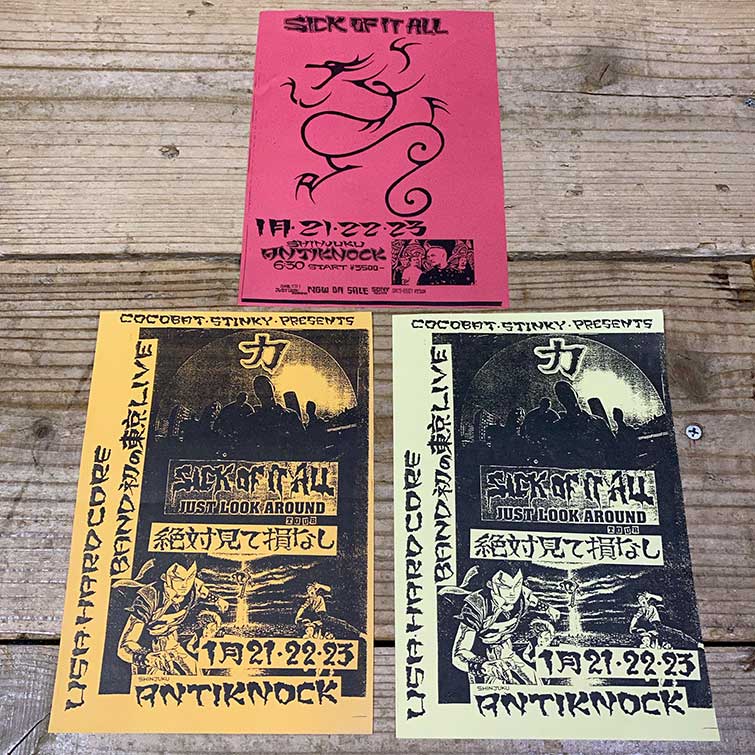 SICK OF IT ALL
1月・21・22・23
SHINJUKU
ANTIKNOCK
6:30 START ¥3500-
NOW ON SALE
COCOBAT・STINKY・PRESENTS
USA・HARDCORE
BAND初の東京LIVE
力
SICK OF IT ALL
JUST LOOK AROUND
TOUR
絶対見て損なし
1月21・22・23
SHINJUKU
ANTIKNOCK
COCOBAT・STINKY・PRESENTS
USA・HARDCORE
BAND初の東京LIVE
力
SICK OF IT ALL
JUST LOOK AROUND
TOUR
絶対見て損なし
1月21・22・23
SHINJUKU
ANTIKNOCK